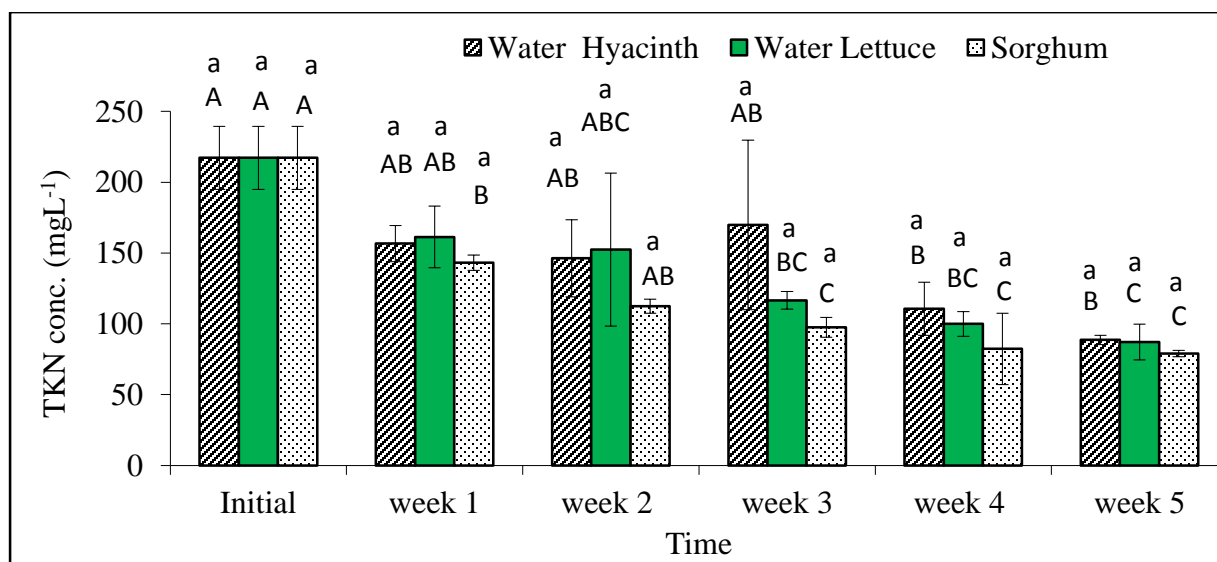 Water Hyacinth Water Lettuce Sorghum
a a a
A A A
a a a
AB AB B
a a a
AB ABC AB
a a a
AB BC C
a a a
B BC C
a a a
B C C
TKN conc. (mgL-1)
250
200
150
100
50
0
Initial week 1 week 2 week 3 week 4 week 5
Time